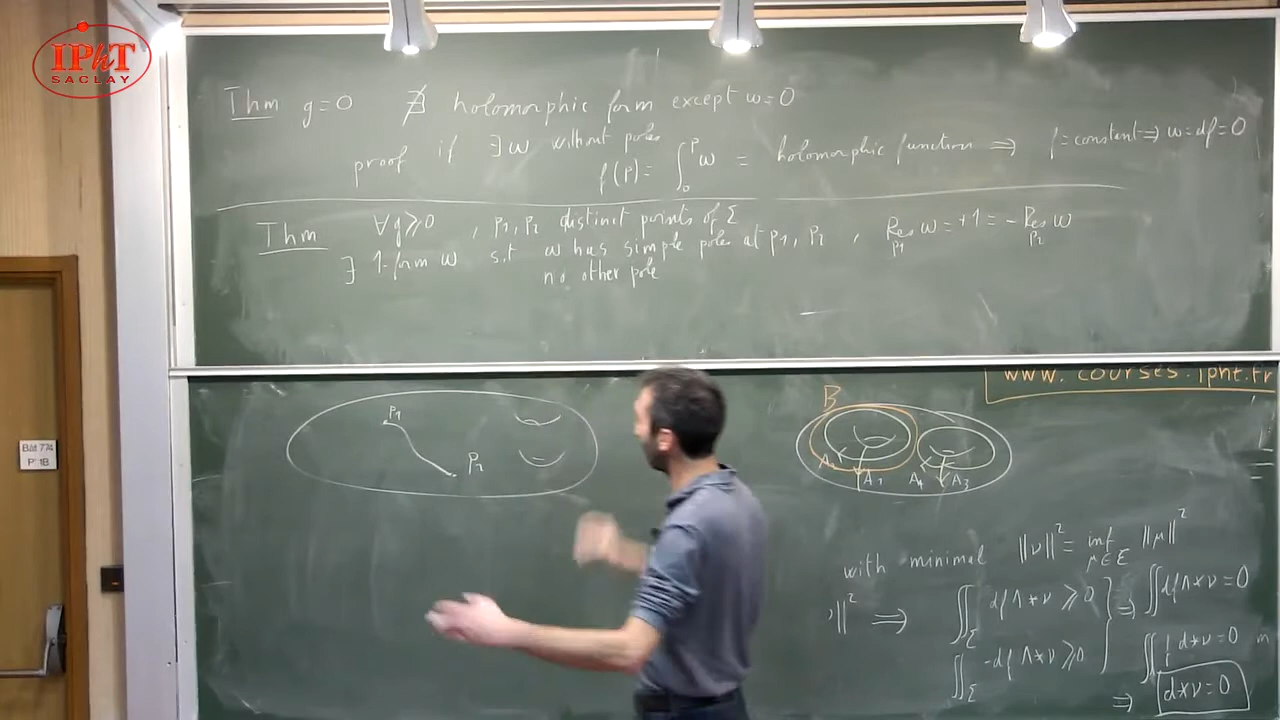 IPhT
SACLAY
Thm g=0 ∄ holomorphic form except ω=0
proof if ∃ω without poles
f(P)= ∫₀ᴾ ω = holomorphic function ⇒ f=constant ⇒ ω=df=0
Thm ∀g⩾0 , p₁,p₂ distinct points of Σ
∃ 1-form ω s.t ω has simple poles at p₁, p₂ , Res_{p₁} ω = +1 = -Res_{p₂} ω
no other pole
www. courses.ipht.fr
B
P₁
P₂
A₂ A₁ A₄ A₃
with minimal ‖ν‖² = inf_{μ∈E} ‖μ‖²
‖² ⇒ ∬_Σ df∧*ν ⩾0 } ⇒ ∬df∧*ν=0
∬_Σ -df∧*ν ⩾0 ∬ f d*ν=0
⇒ d*ν=0
Bât 774
P 1B